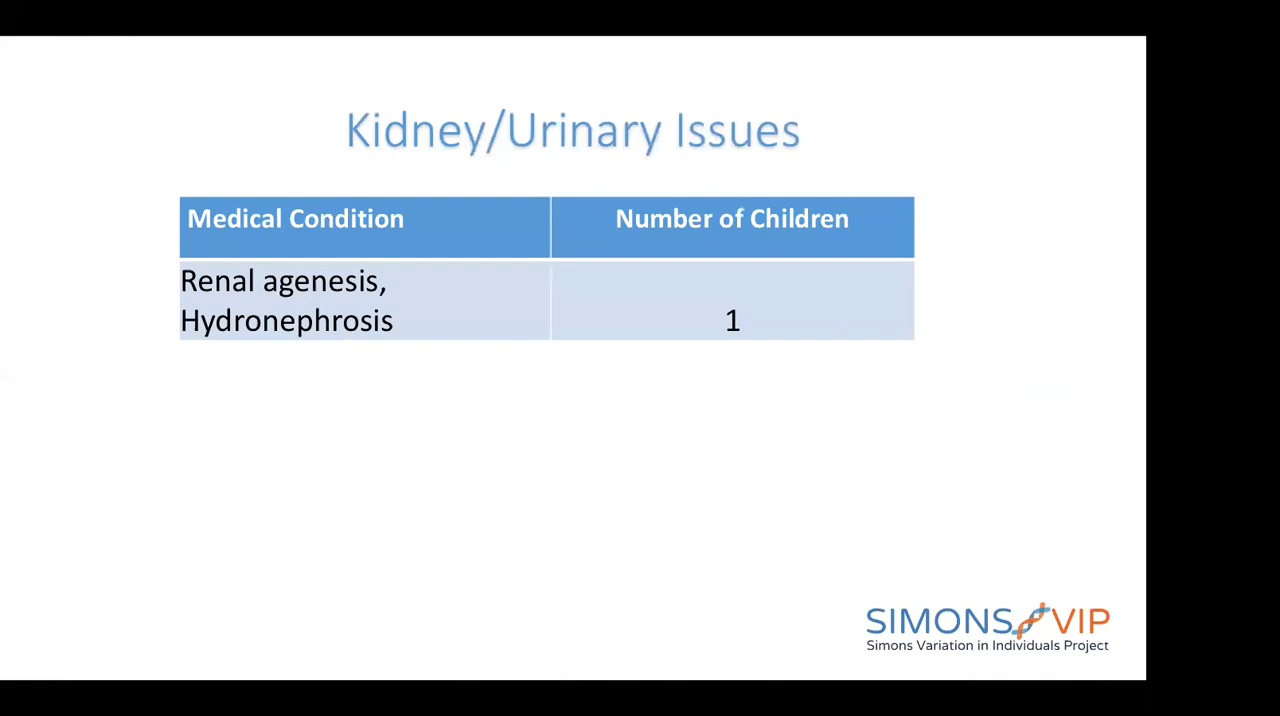 Kidney/Urinary Issues
Medical Condition Number of Children
Renal agenesis,
Hydronephrosis 1
SIMONS VIP
Simons Variation in Individuals Project